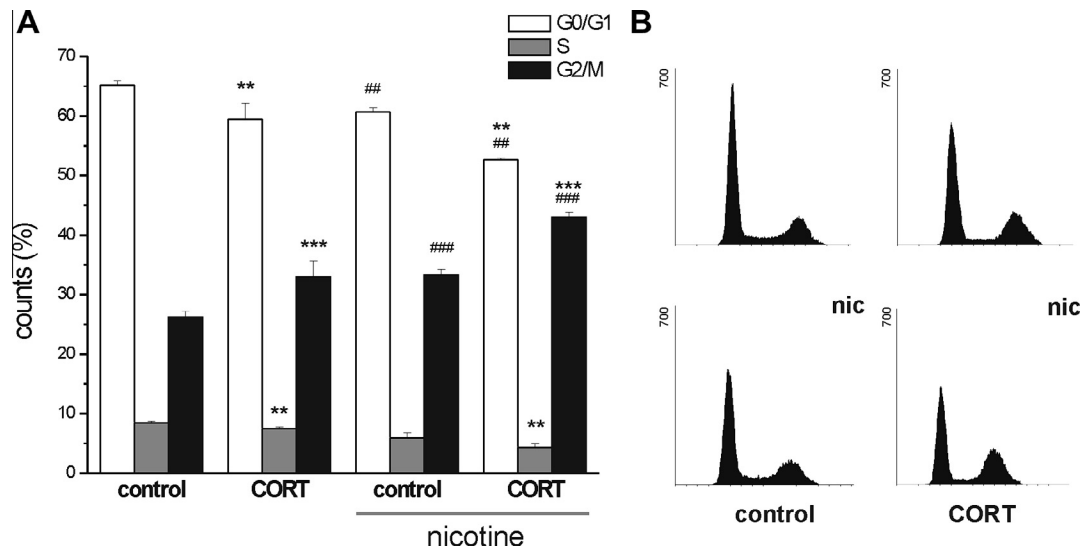 A
G0/G1
S
G2/M
counts (%)
70
60
50
40
30
20
10
0
**
##
**
##
***
###
***
###
**
**
control
CORT
control
CORT
nicotine
B
700
700
700
nic
700
nic
control
CORT